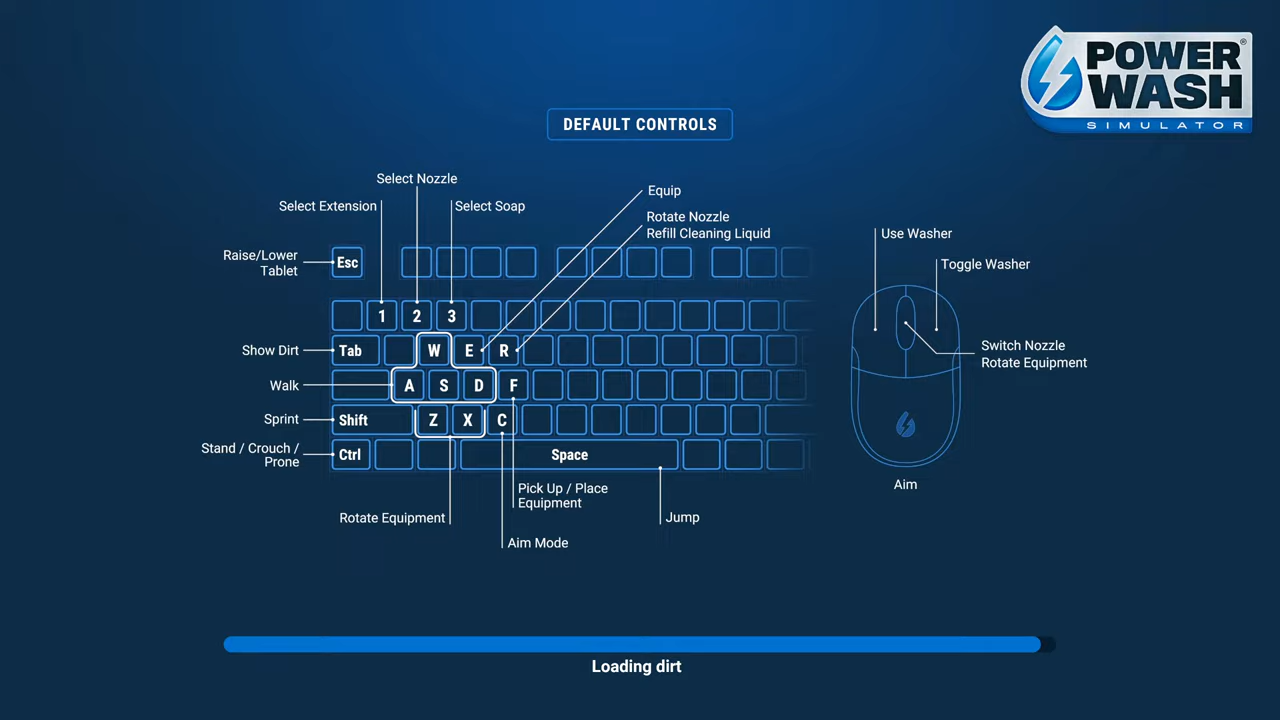 POWER
WASH
SIMULATOR
DEFAULT CONTROLS
Select Nozzle
Select Extension
Select Soap
Equip
Rotate Nozzle
Refill Cleaning Liquid
Raise/Lower
Tablet
Esc
1
2
3
Show Dirt
Tab
W
E
R
Walk
A
S
D
F
Sprint
Shift
Z
X
C
Stand / Crouch /
Prone
Ctrl
Space
Rotate Equipment
Pick Up / Place
Equipment
Aim Mode
Jump
Use Washer
Toggle Washer
Switch Nozzle
Rotate Equipment
Aim
Loading dirt